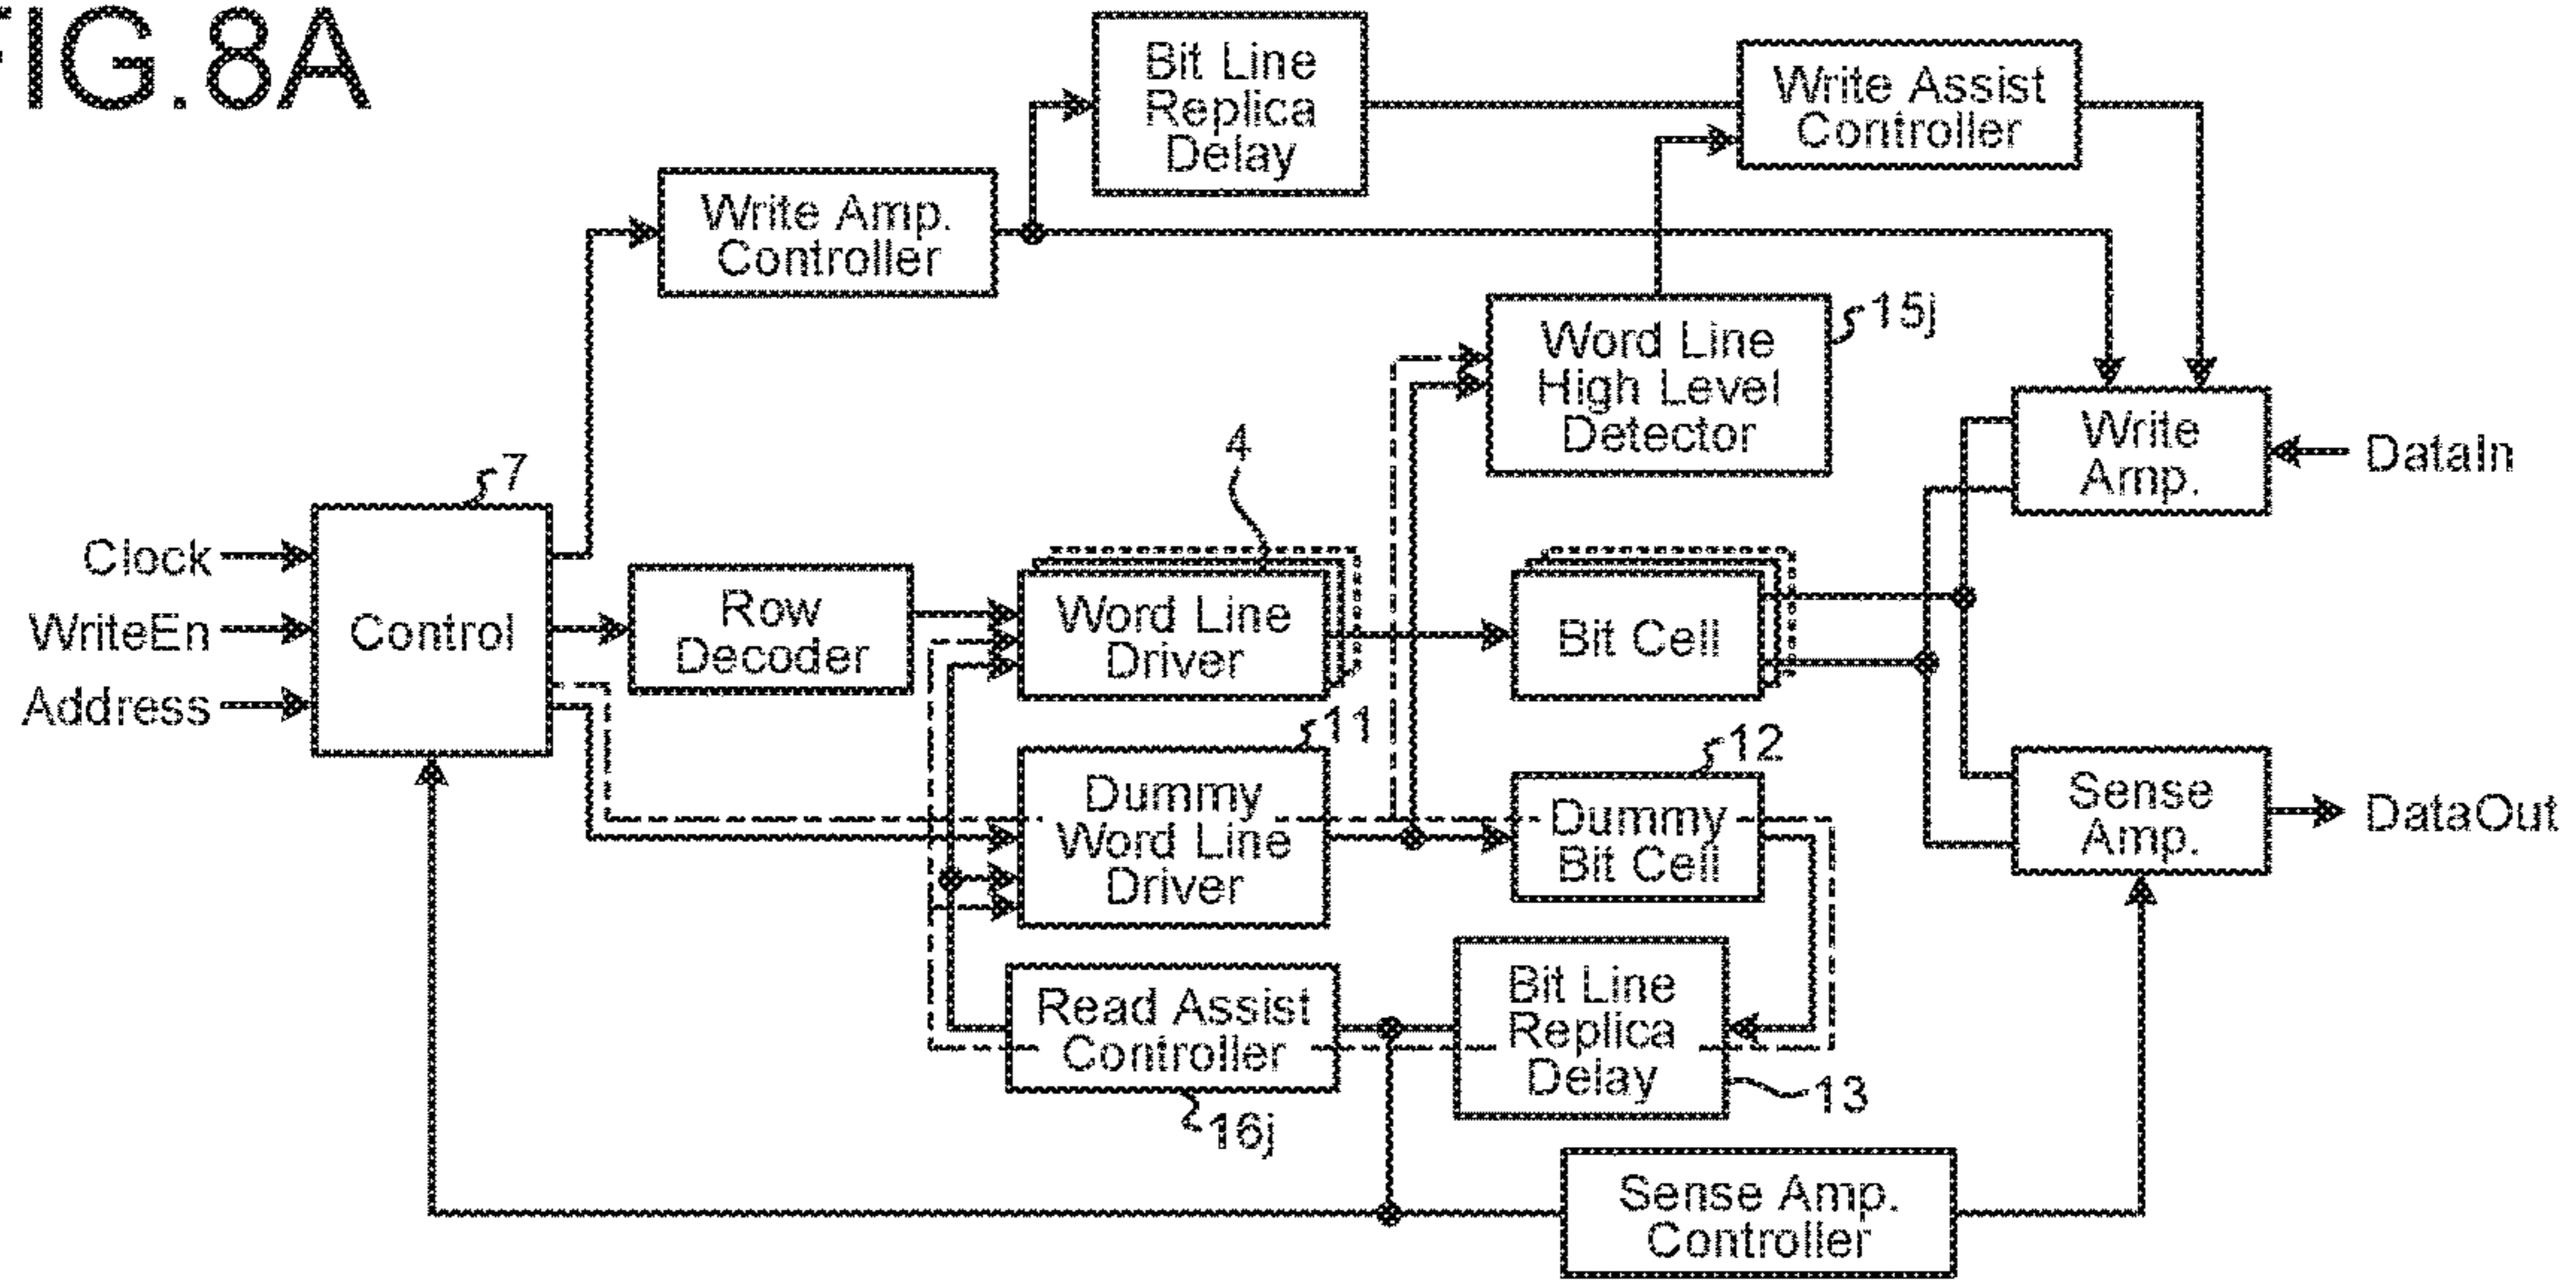 FIG.8A
Bit Line
Replica
Delay
Write Assist
Controller
Write Amp.
Controller
15j
Word Line
High Level
Detector
Write
Amp.
DataIn
7
4
Clock
WriteEn
Address
Control
Row
Decoder
Word Line
Driver
Bit Cell
11
12
Dummy
Word Line
Driver
Dummy
Bit Cell
Sense
Amp.
DataOut
Read Assist
Controller
Bit Line
Replica
Delay
13
16j
Sense Amp.
Controller